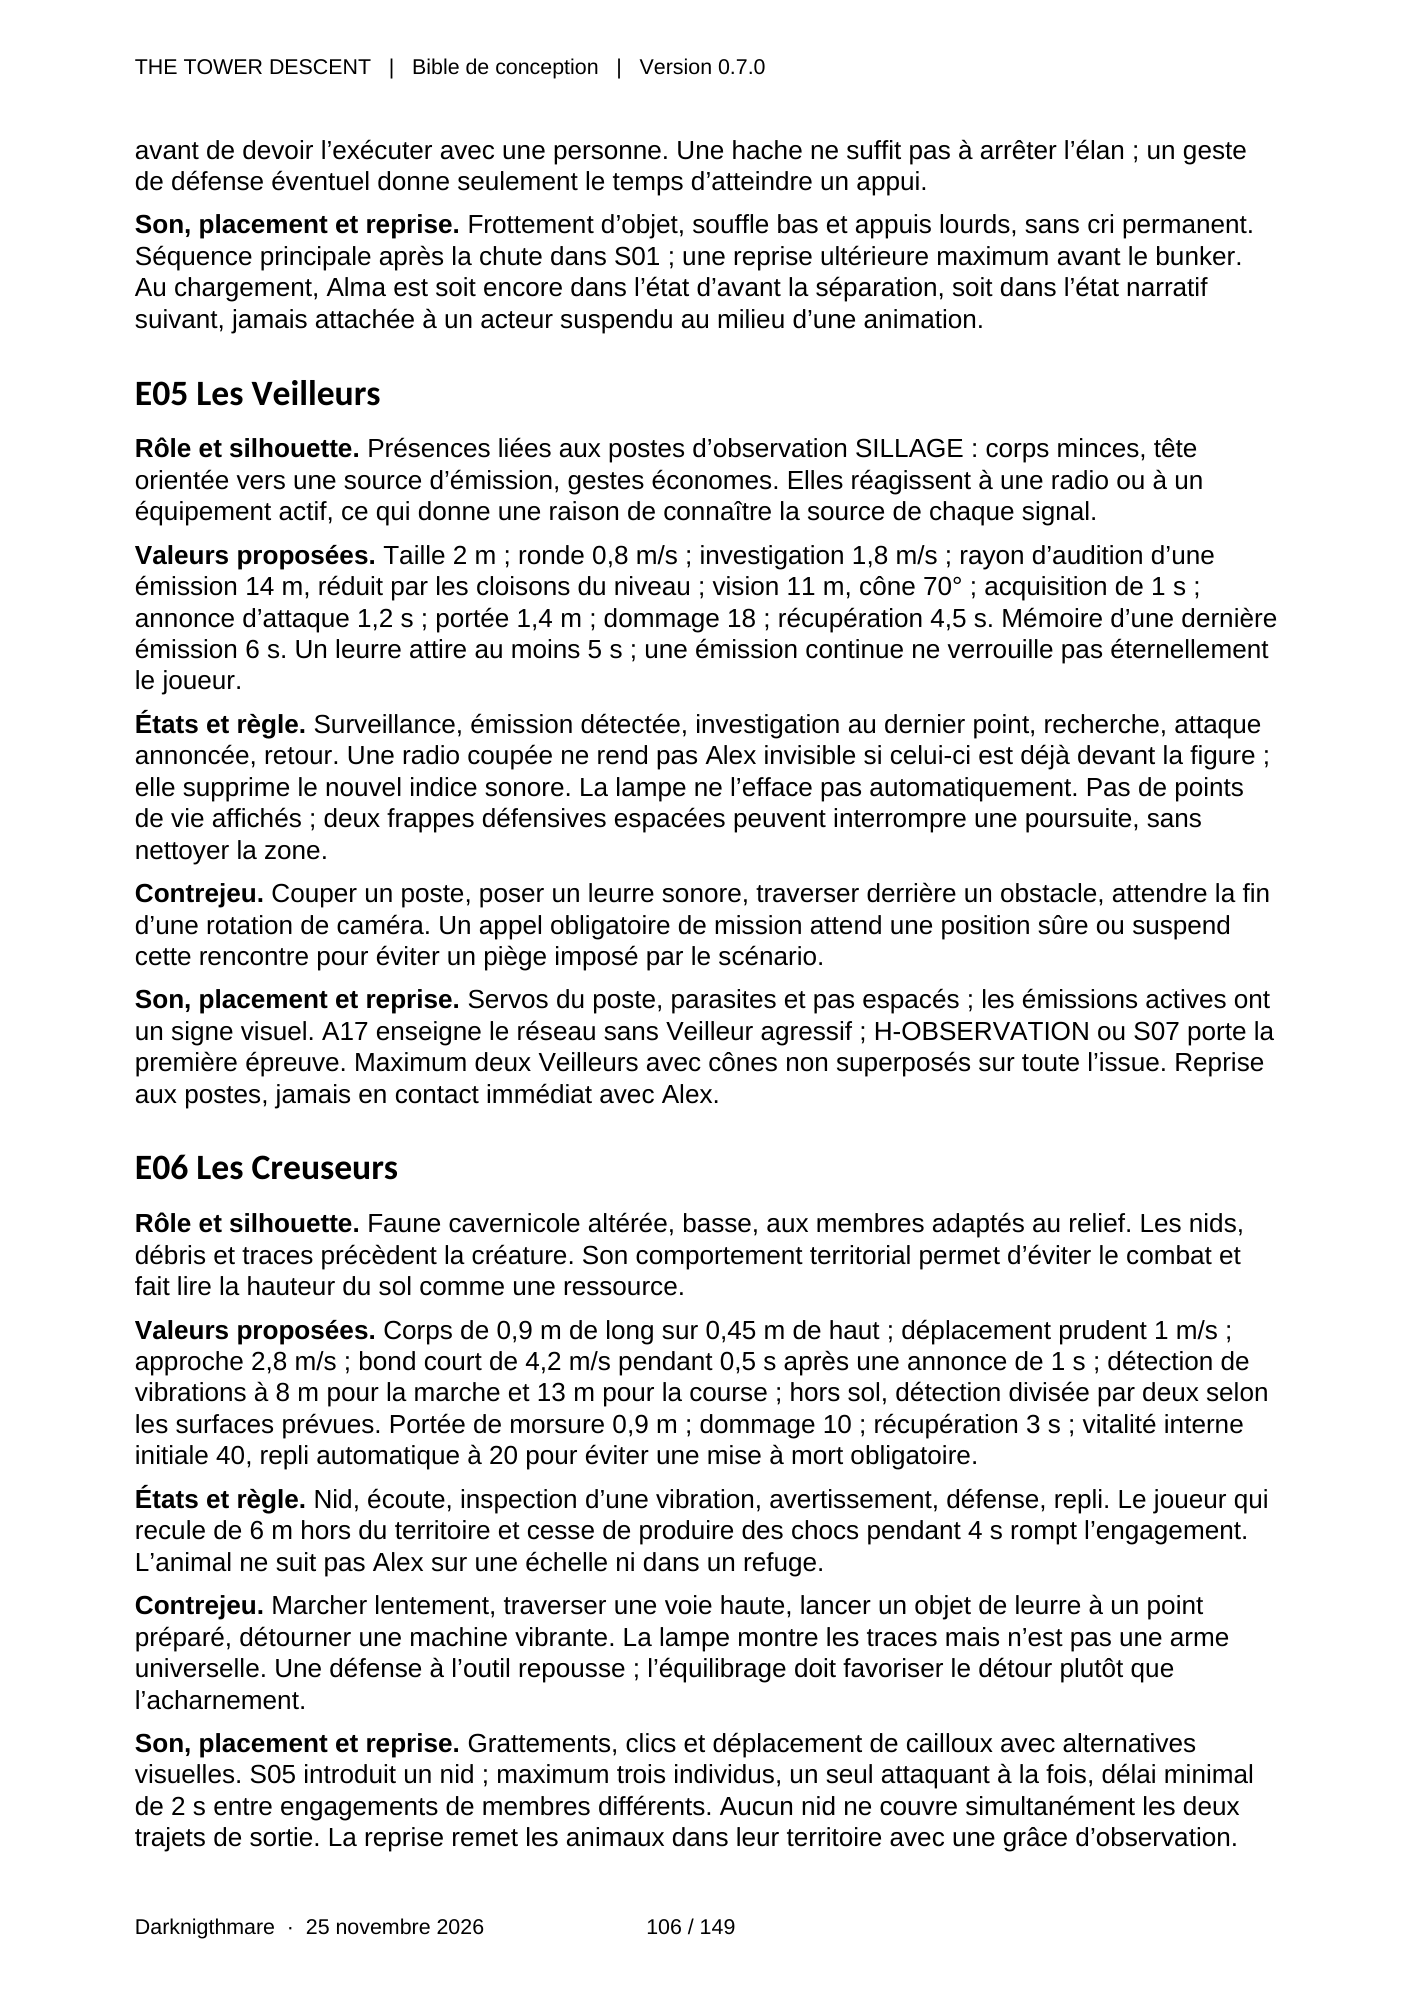 THE TOWER DESCENT | Bible de conception | Version 0.7.0
avant de devoir l’exécuter avec une personne. Une hache ne suffit pas à arrêter l’élan ; un geste
de défense éventuel donne seulement le temps d’atteindre un appui.
Son, placement et reprise. Frottement d’objet, souffle bas et appuis lourds, sans cri permanent.
Séquence principale après la chute dans S01 ; une reprise ultérieure maximum avant le bunker.
Au chargement, Alma est soit encore dans l’état d’avant la séparation, soit dans l’état narratif
suivant, jamais attachée à un acteur suspendu au milieu d’une animation.
E05 Les Veilleurs
Rôle et silhouette. Présences liées aux postes d’observation SILLAGE : corps minces, tête
orientée vers une source d’émission, gestes économes. Elles réagissent à une radio ou à un
équipement actif, ce qui donne une raison de connaître la source de chaque signal.
Valeurs proposées. Taille 2 m ; ronde 0,8 m/s ; investigation 1,8 m/s ; rayon d’audition d’une
émission 14 m, réduit par les cloisons du niveau ; vision 11 m, cône 70° ; acquisition de 1 s ;
annonce d’attaque 1,2 s ; portée 1,4 m ; dommage 18 ; récupération 4,5 s. Mémoire d’une dernière
émission 6 s. Un leurre attire au moins 5 s ; une émission continue ne verrouille pas éternellement
le joueur.
États et règle. Surveillance, émission détectée, investigation au dernier point, recherche, attaque
annoncée, retour. Une radio coupée ne rend pas Alex invisible si celui-ci est déjà devant la figure ;
elle supprime le nouvel indice sonore. La lampe ne l’efface pas automatiquement. Pas de points
de vie affichés ; deux frappes défensives espacées peuvent interrompre une poursuite, sans
nettoyer la zone.
Contrejeu. Couper un poste, poser un leurre sonore, traverser derrière un obstacle, attendre la fin
d’une rotation de caméra. Un appel obligatoire de mission attend une position sûre ou suspend
cette rencontre pour éviter un piège imposé par le scénario.
Son, placement et reprise. Servos du poste, parasites et pas espacés ; les émissions actives ont
un signe visuel. A17 enseigne le réseau sans Veilleur agressif ; H-OBSERVATION ou S07 porte la
première épreuve. Maximum deux Veilleurs avec cônes non superposés sur toute l’issue. Reprise
aux postes, jamais en contact immédiat avec Alex.
E06 Les Creuseurs
Rôle et silhouette. Faune cavernicole altérée, basse, aux membres adaptés au relief. Les nids,
débris et traces précèdent la créature. Son comportement territorial permet d’éviter le combat et
fait lire la hauteur du sol comme une ressource.
Valeurs proposées. Corps de 0,9 m de long sur 0,45 m de haut ; déplacement prudent 1 m/s ;
approche 2,8 m/s ; bond court de 4,2 m/s pendant 0,5 s après une annonce de 1 s ; détection de
vibrations à 8 m pour la marche et 13 m pour la course ; hors sol, détection divisée par deux selon
les surfaces prévues. Portée de morsure 0,9 m ; dommage 10 ; récupération 3 s ; vitalité interne
initiale 40, repli automatique à 20 pour éviter une mise à mort obligatoire.
États et règle. Nid, écoute, inspection d’une vibration, avertissement, défense, repli. Le joueur qui
recule de 6 m hors du territoire et cesse de produire des chocs pendant 4 s rompt l’engagement.
L’animal ne suit pas Alex sur une échelle ni dans un refuge.
Contrejeu. Marcher lentement, traverser une voie haute, lancer un objet de leurre à un point
préparé, détourner une machine vibrante. La lampe montre les traces mais n’est pas une arme
universelle. Une défense à l’outil repousse ; l’équilibrage doit favoriser le détour plutôt que
l’acharnement.
Son, placement et reprise. Grattements, clics et déplacement de cailloux avec alternatives
visuelles. S05 introduit un nid ; maximum trois individus, un seul attaquant à la fois, délai minimal
de 2 s entre engagements de membres différents. Aucun nid ne couvre simultanément les deux
trajets de sortie. La reprise remet les animaux dans leur territoire avec une grâce d’observation.
Darknigthmare · 25 novembre 2026 106 / 149